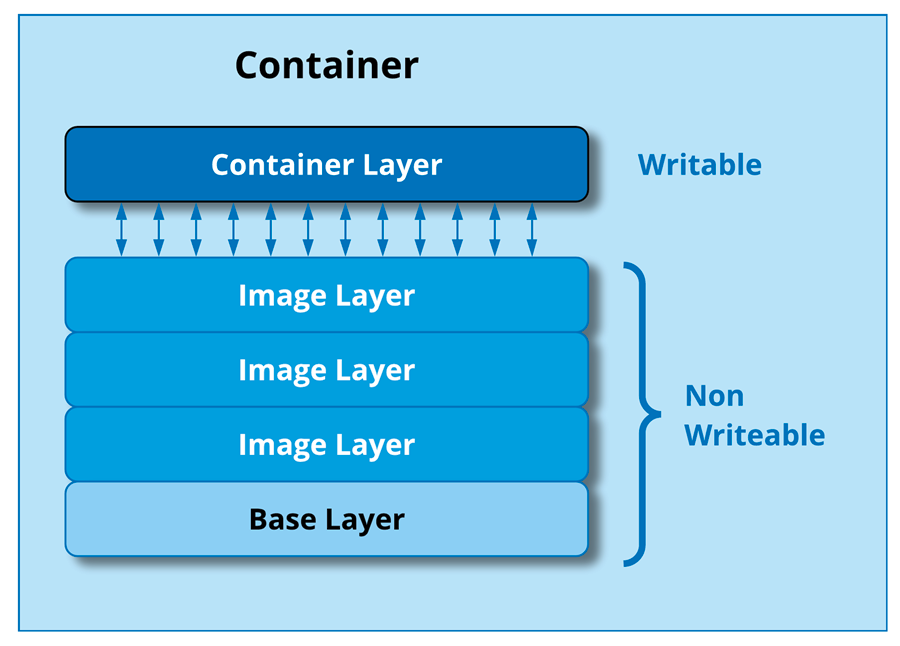 Container
Container Layer
Writable
Image Layer
Image Layer
Image Layer
Base Layer
Non
Writeable